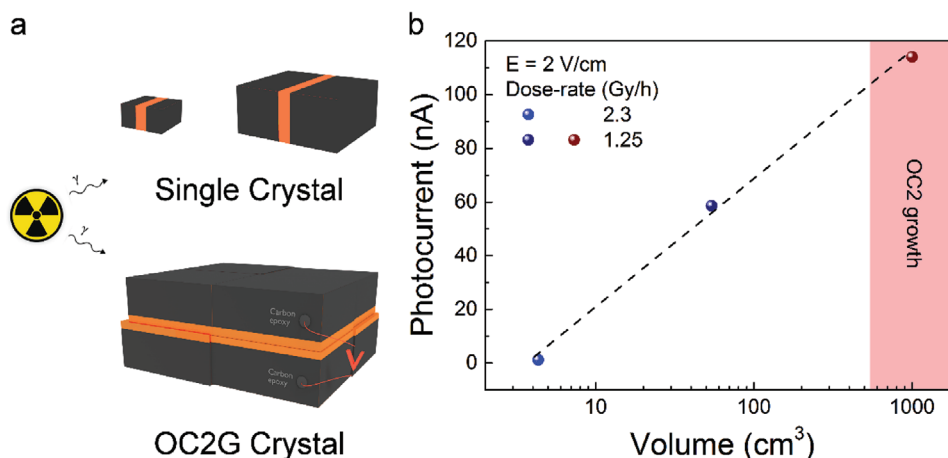 a
γ
γ
Single Crystal
Carbon
epoxy
V
Carbon
epoxy
OC2G Crystal
b
E = 2 V/cm
Dose-rate (Gy/h)
2.3
1.25
OC2 growth
Photocurrent (nA)
120
100
80
60
40
20
0
10
100
1000
Volume (cm³)